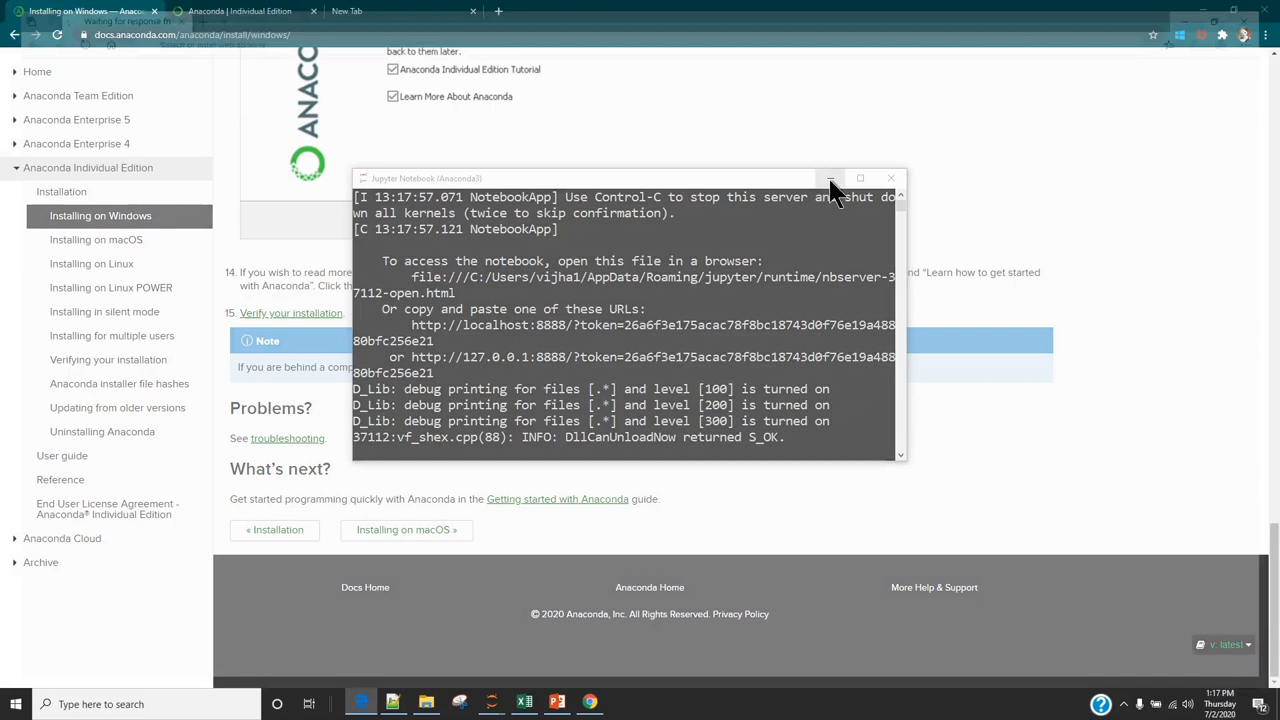 Installing on Windows — Anaconda
Anaconda | Individual Edition
New Tab
docs.anaconda.com/anaconda/install/windows/
back to them later.
Anaconda Individual Edition Tutorial
Learn More About Anaconda
ANACO
Home
Anaconda Team Edition
Anaconda Enterprise 5
Anaconda Enterprise 4
Anaconda Individual Edition
Installation
Installing on Windows
Installing on macOS
Installing on Linux
Installing on Linux POWER
Installing in silent mode
Installing for multiple users
Verifying your installation
Anaconda installer file hashes
Updating from older versions
Uninstalling Anaconda
User guide
Reference
End User License Agreement -
Anaconda® Individual Edition
Anaconda Cloud
Archive
Jupyter Notebook (Anaconda3)
[I 13:17:57.071 NotebookApp] Use Control-C to stop this server and shut do
wn all kernels (twice to skip confirmation).
[C 13:17:57.121 NotebookApp]
To access the notebook, open this file in a browser:
file:///C:/Users/vijha1/AppData/Roaming/jupyter/runtime/nbserver-3
7112-open.html
Or copy and paste one of these URLs:
http://localhost:8888/?token=26a6f3e175acac78f8bc18743d0f76e19a488
80bfc256e21
or http://127.0.0.1:8888/?token=26a6f3e175acac78f8bc18743d0f76e19a488
80bfc256e21
D_Lib: debug printing for files [.*] and level [100] is turned on
D_Lib: debug printing for files [.*] and level [200] is turned on
D_Lib: debug printing for files [.*] and level [300] is turned on
37112:vf_shex.cpp(88): INFO: DllCanUnloadNow returned S_OK.
14. If you wish to read more
nd “Learn how to get started
with Anaconda”. Click th
15. Verify your installation.
Note
If you are behind a comp
Problems?
See troubleshooting.
What’s next?
Get started programming quickly with Anaconda in the Getting started with Anaconda guide.
« Installation
Installing on macOS »
Docs Home
Anaconda Home
More Help & Support
© 2020 Anaconda, Inc. All Rights Reserved. Privacy Policy
v: latest
Type here to search
1:17 PM
Thursday
7/2/2020